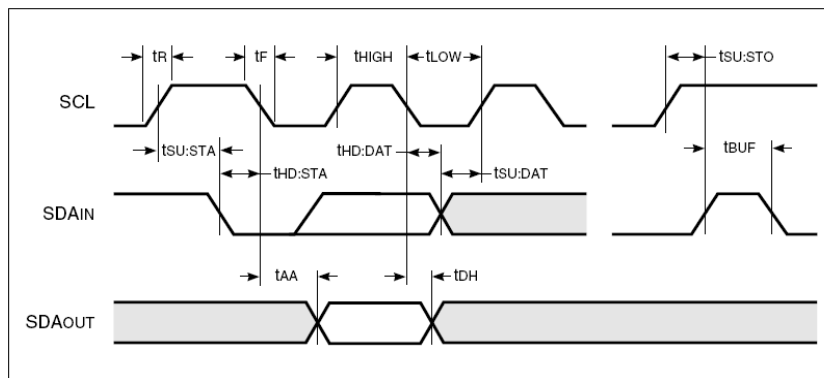 tR tF tHIGH tLOW tSU:STO
SCL
tSU:STA tHD:STA tHD:DAT tSU:DAT tBUF
SDAIN
tAA tDH
SDAOUT